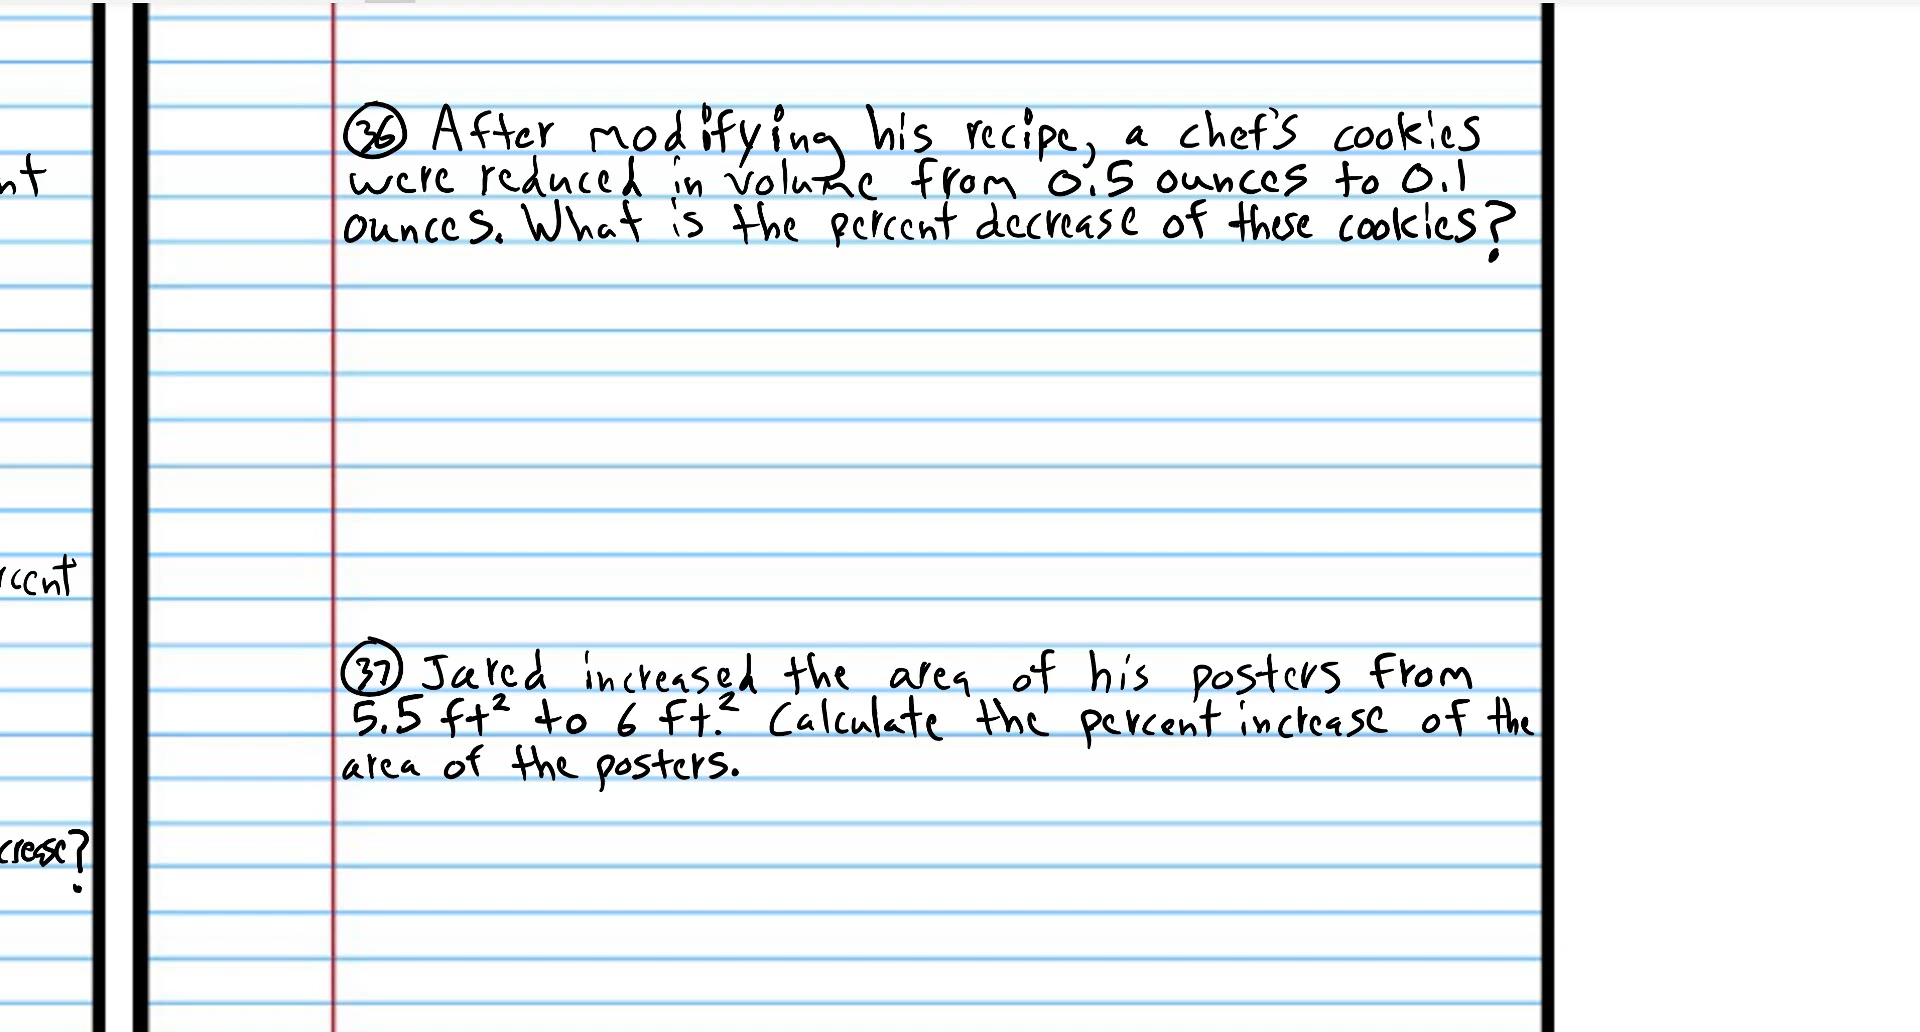 nt
rcent
crease?
36 After modifying his recipe, a chef's cookies
were reduced in volume from 0.5 ounces to 0.1
ounces. What is the percent decrease of these cookies?
37 Jared increased the area of his posters from
5.5 ft² to 6 ft.² Calculate the percent increase of the
area of the posters.